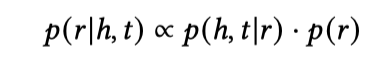 p(r|h, t) ∝ p(h, t|r) · p(r)